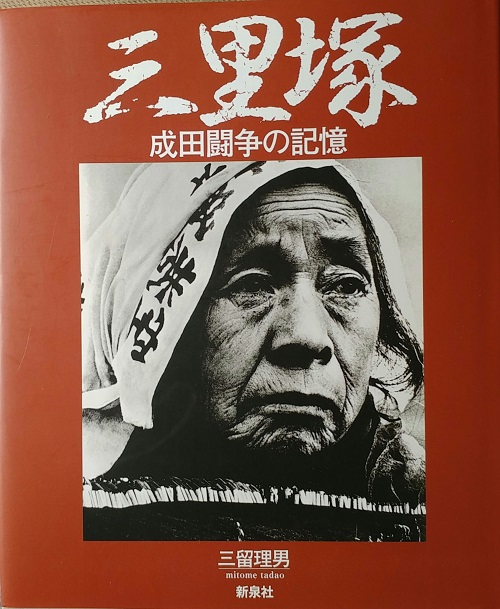 三里塚
成田闘争の記憶
三留理男
mitome tadao
新泉社